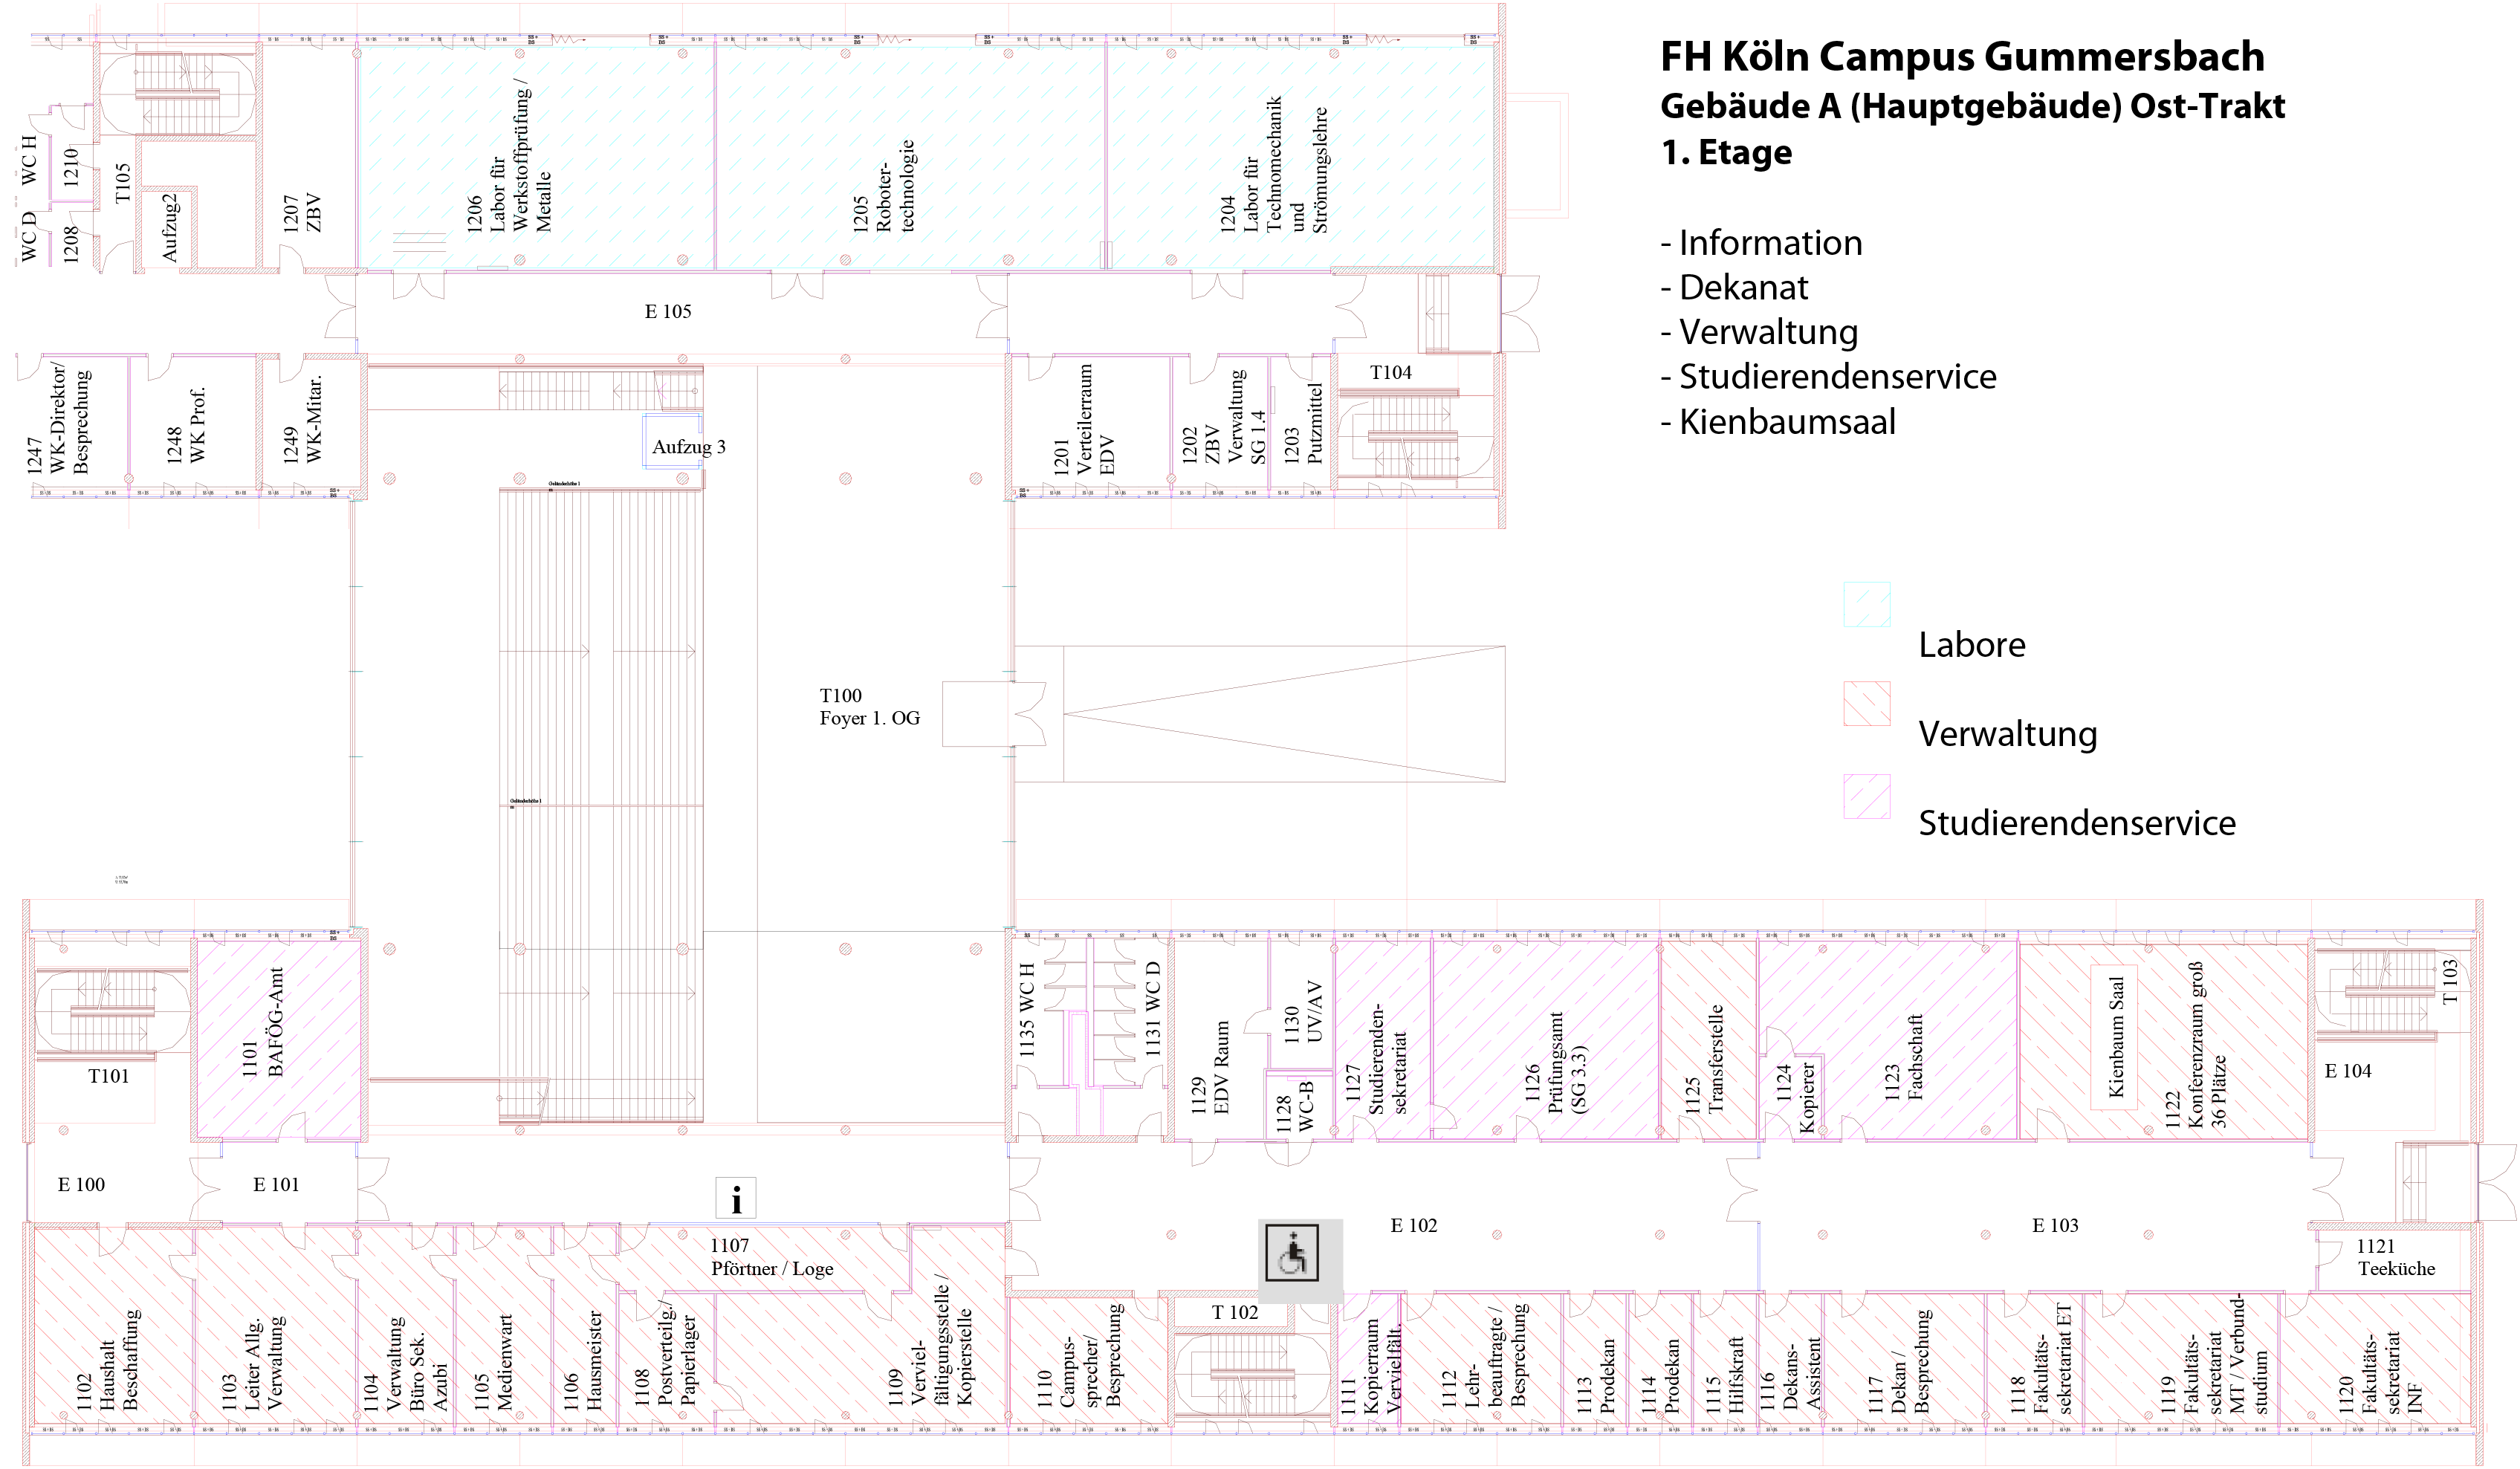 FH Köln Campus Gummersbach
Gebäude A (Hauptgebäude) Ost-Trakt
1. Etage
- Information
- Dekanat
- Verwaltung
- Studierendenservice
- Kienbaumsaal
Labore
Verwaltung
Studierendenservice
WC H
WC D
1210
1208
T105
Aufzug2
1207
ZBV
1206
Labor für
Werkstoffprüfung /
Metalle
1205
Roboter-
technologie
1204
Labor für
Technomechanik
und
Strömungslehre
E 105
1247
WK-Direktor/
Besprechung
1248
WK Prof.
1249
WK-Mitar.
Aufzug 3
1201
Verteilerraum
EDV
1202
ZBV
Verwaltung
SG 1.4
1203
Putzmittel
T104
T100
Foyer 1. OG
T101
1101
BAFÖG-Amt
1135 WC H
1131 WC D
1129
EDV Raum
1130
UV/AV
1128
WC-B
1127
Studierenden-
sekretariat
1126
Prüfungsamt
(SG 3.3)
1125
Transferstelle
1124
Kopierer
1123
Fachschaft
Kienbaum Saal
1122
Konferenzraum groß
36 Plätze
T 103
E 104
E 100
E 101
i
E 102
E 103
1102
Haushalt
Beschaffung
1103
Leiter Allg.
Verwaltung
1104
Verwaltung
Büro Sek.
Azubi
1105
Medienwart
1106
Hausmeister
1107
Pförtner / Loge
1108
Postverteilg./
Papierlager
1109
Verviel-
fältigungsstelle /
Kopierstelle
1110
Campus-
sprecher/
Besprechung
T 102
1111
Kopierraum
Vervielfält.
1112
Lehr-
beauftragte /
Besprechung
1113
Prodekan
1114
Prodekan
1115
Hilfskraft
1116
Dekans-
Assistent
1117
Dekan /
Besprechung
1118
Fakultäts-
sekretariat ET
1119
Fakultäts-
sekretariat
MT / Verbund-
studium
1120
Fakultäts-
sekretariat
INF
1121
Teeküche